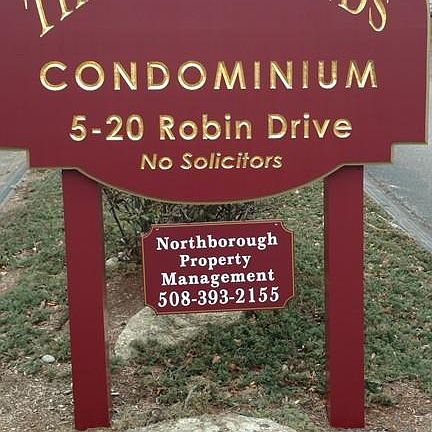 CONDOMINIUM
5-20 Robin Drive
No Solicitors
Northborough
Property
Management
508-393-2155